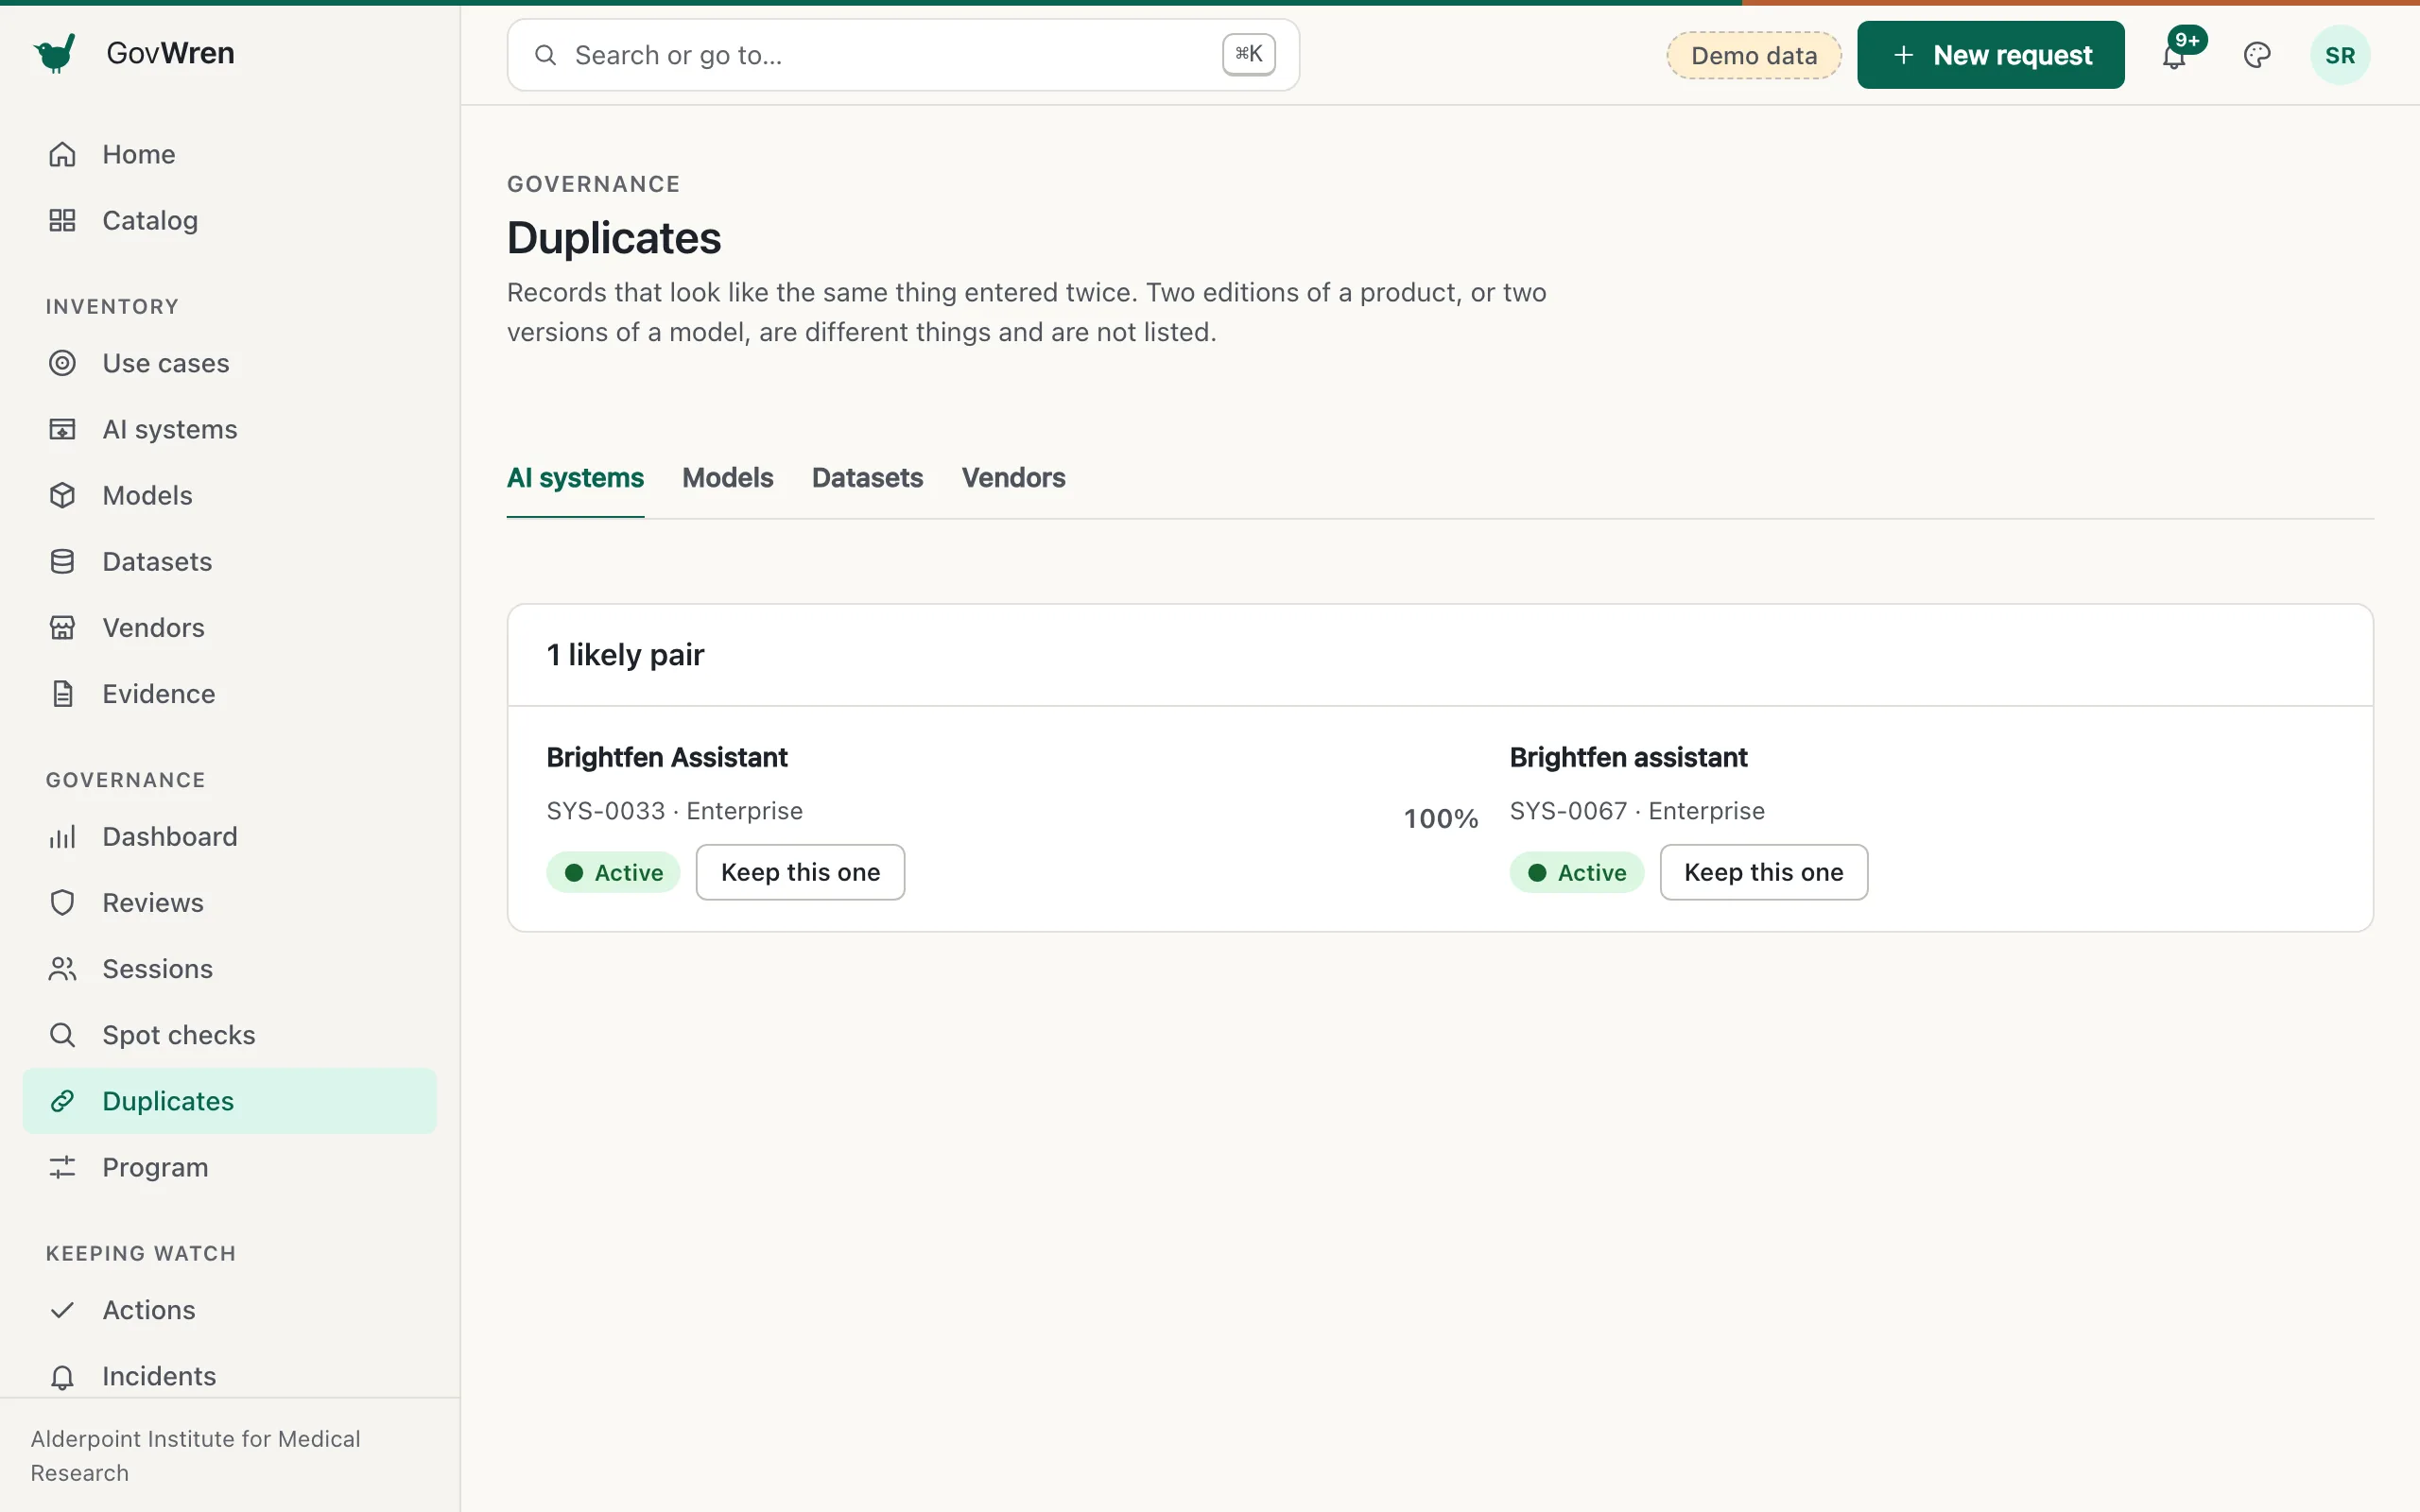 GovWren
Search or go to...
⌘K
Demo data
+ New request
9+
SR
Home
Catalog
INVENTORY
Use cases
AI systems
Models
Datasets
Vendors
Evidence
GOVERNANCE
Dashboard
Reviews
Sessions
Spot checks
Duplicates
Program
KEEPING WATCH
Actions
Incidents
Alderpoint Institute for Medical
Research
GOVERNANCE
Duplicates
Records that look like the same thing entered twice. Two editions of a product, or two
versions of a model, are different things and are not listed.
AI systems Models Datasets Vendors
1 likely pair
Brightfen Assistant
SYS-0033 · Enterprise
Active Keep this one
100%
Brightfen assistant
SYS-0067 · Enterprise
Active Keep this one